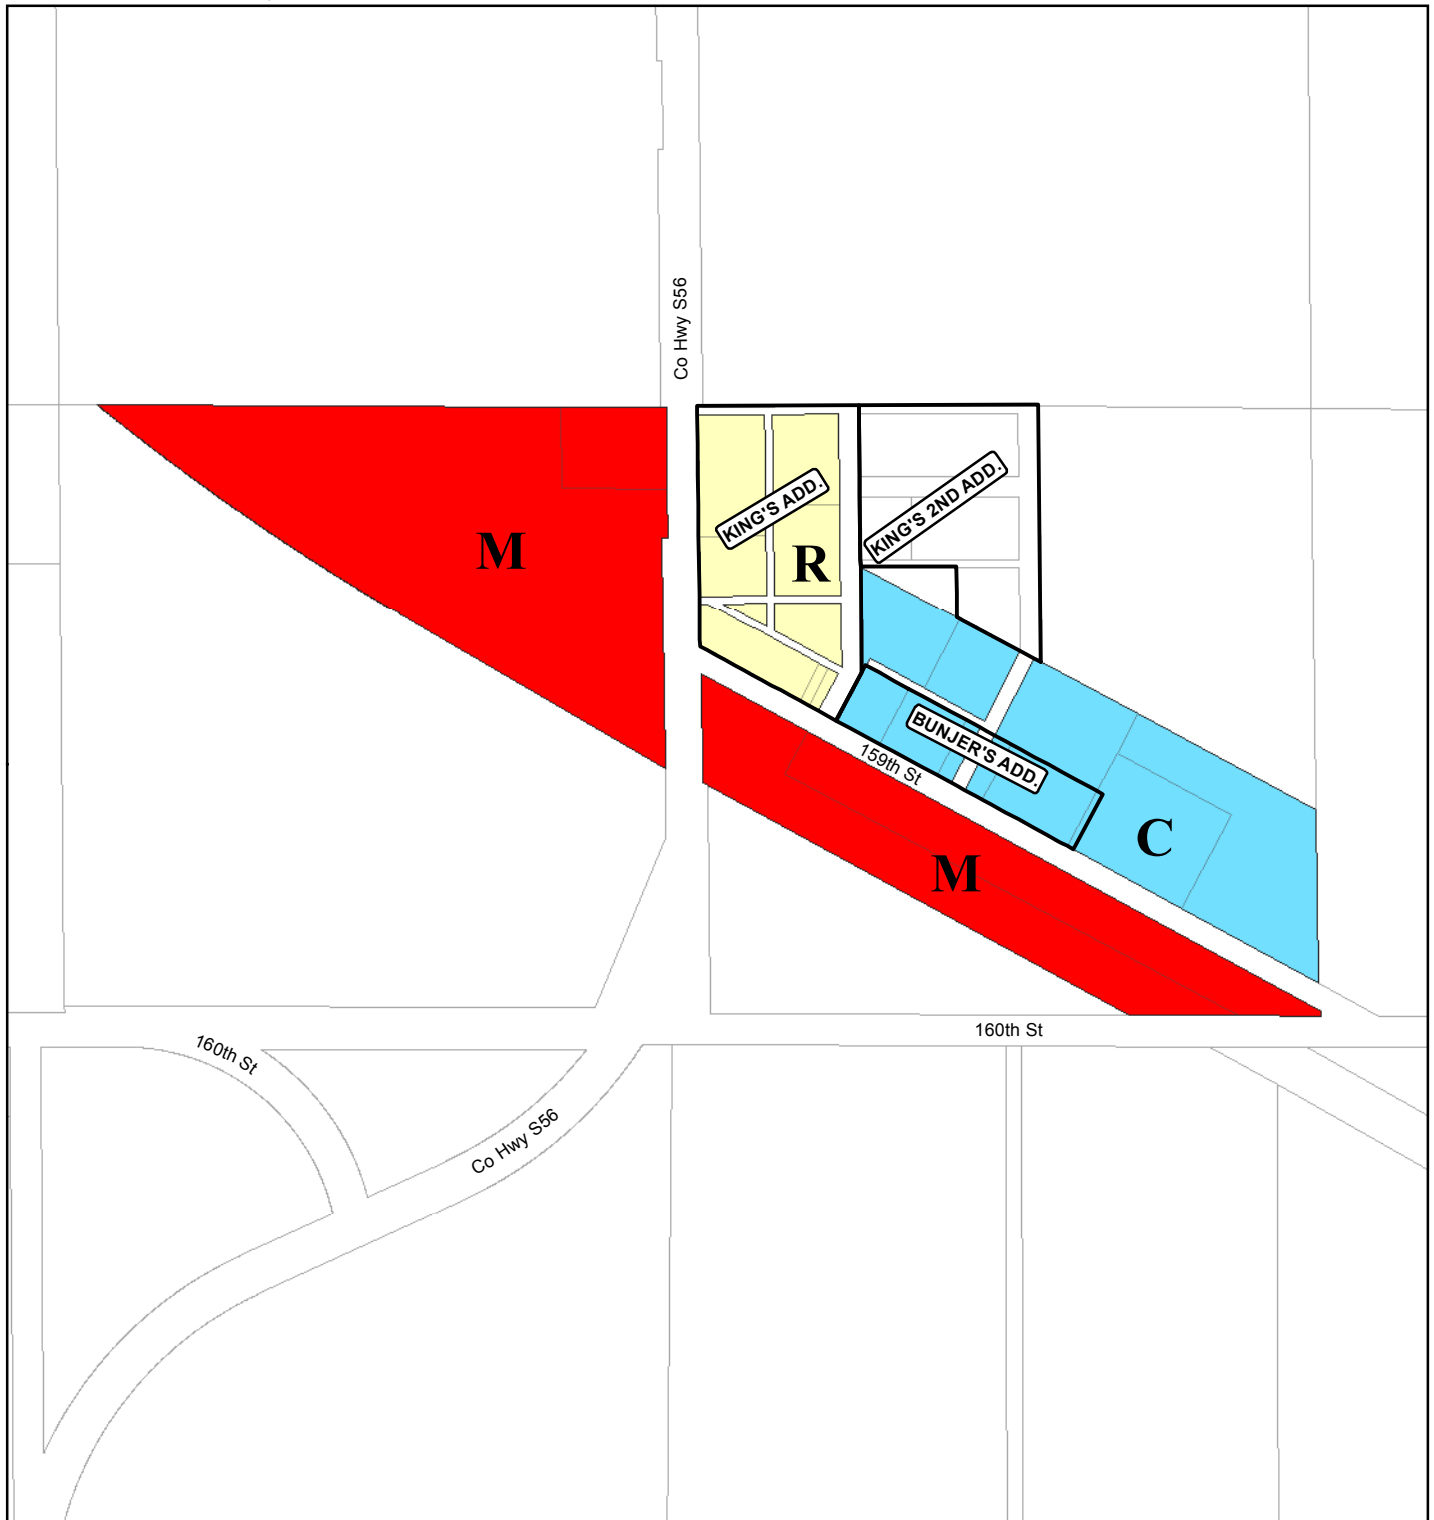 Co Hwy S56
KING'S ADD.
KING'S 2ND ADD.
M
R
BUNJER'S ADD.
159th St
C
M
160th St
160th St
Co Hwy S56